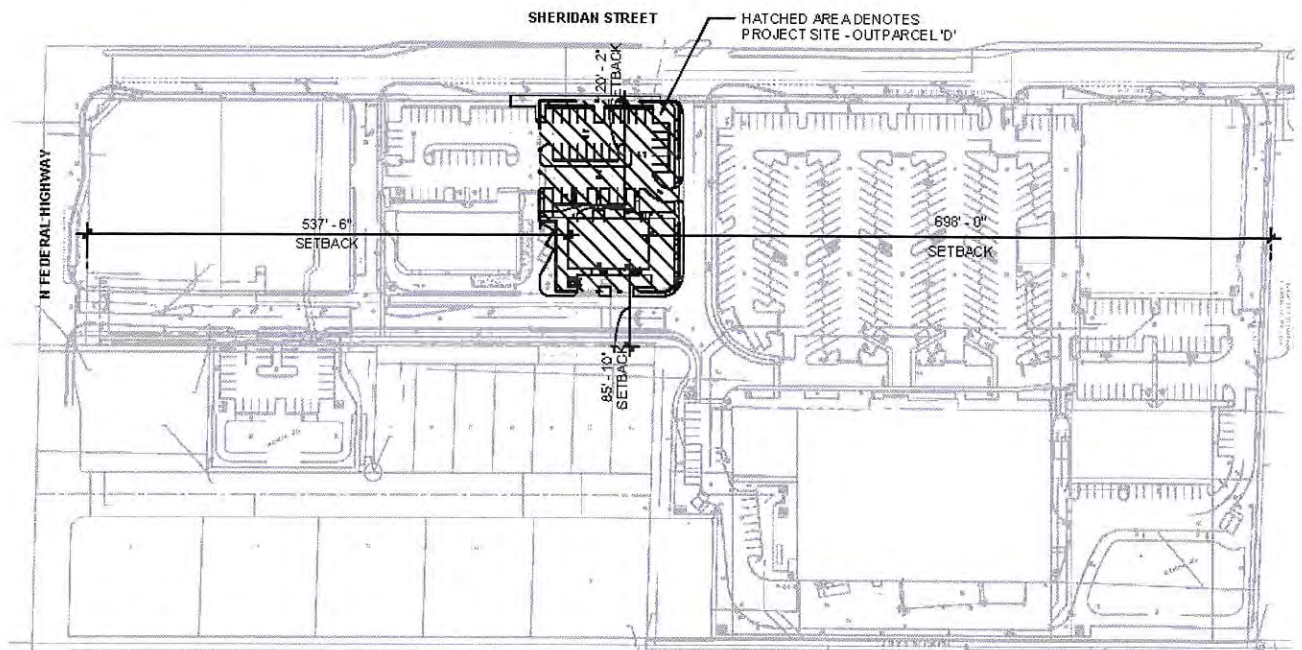 SHERIDAN STREET
HATCHED AREA DENOTES
PROJECT SITE - OUTPARCEL 'D'
20' - 2"
SETBACK
N FEDERAL HIGHWAY
537' - 6"
SETBACK
698' - 0"
SETBACK
85' - 10"
SETBACK